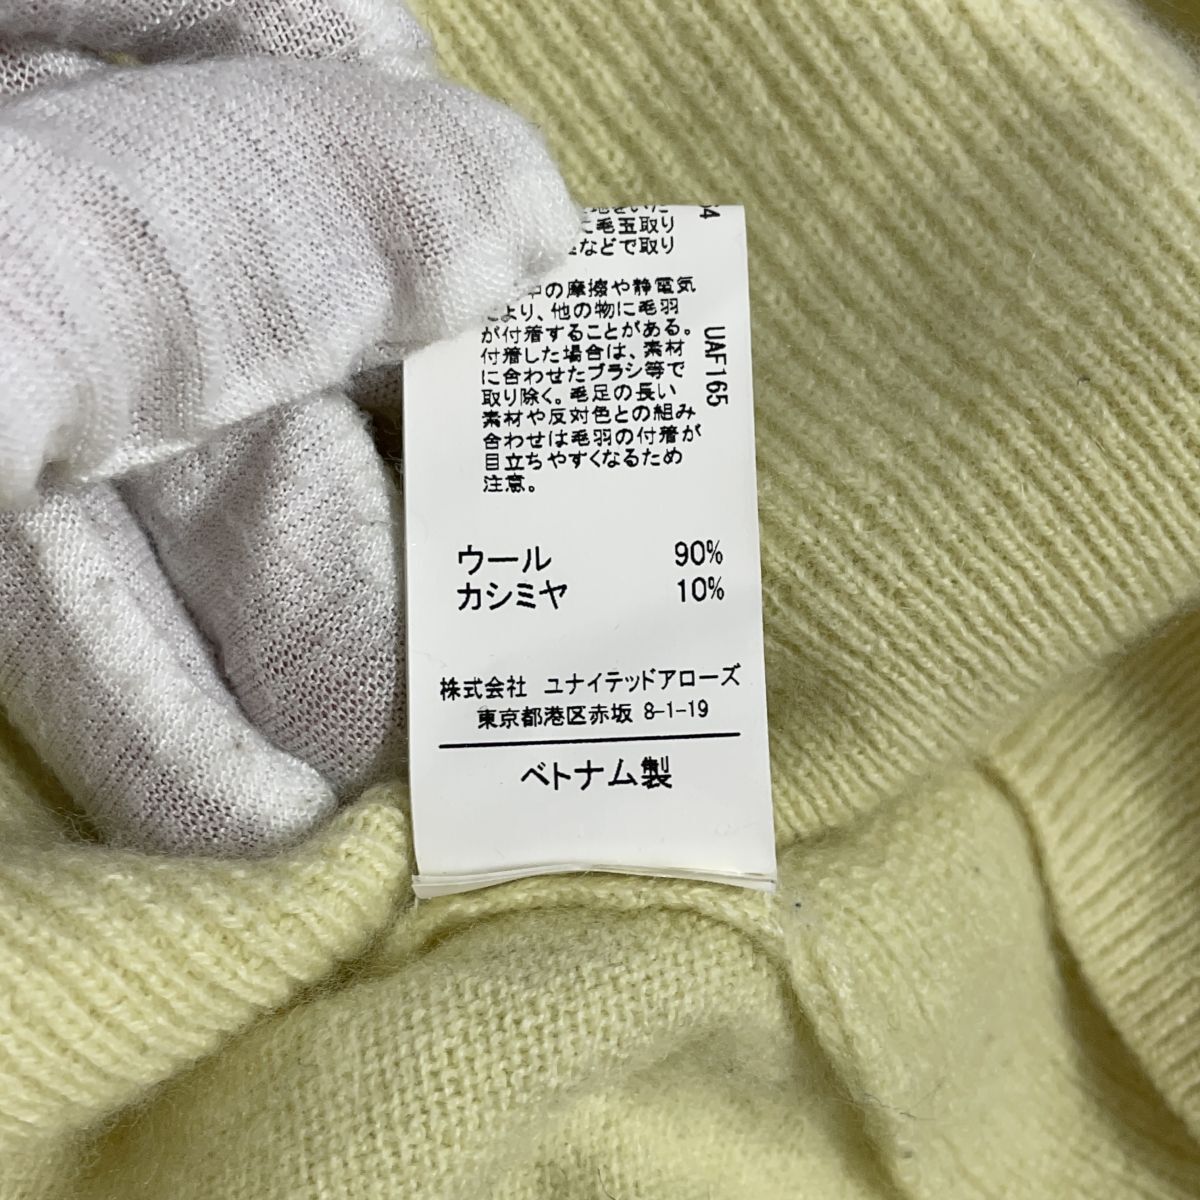 地をいた
に毛玉取り
などで取り
中の摩擦や静電気
により、他の物に毛羽
が付着することがある。
付着した場合は、素材
に合わせたブラシ等で
取り除く。毛足の長い
素材や反対色との組み
合わせは毛羽の付着が
目立ちやすくなるため
注意。
64
UAF165
ウール 90%
カシミヤ 10%
株式会社 ユナイテッドアローズ
東京都港区赤坂 8-1-19
ベトナム製